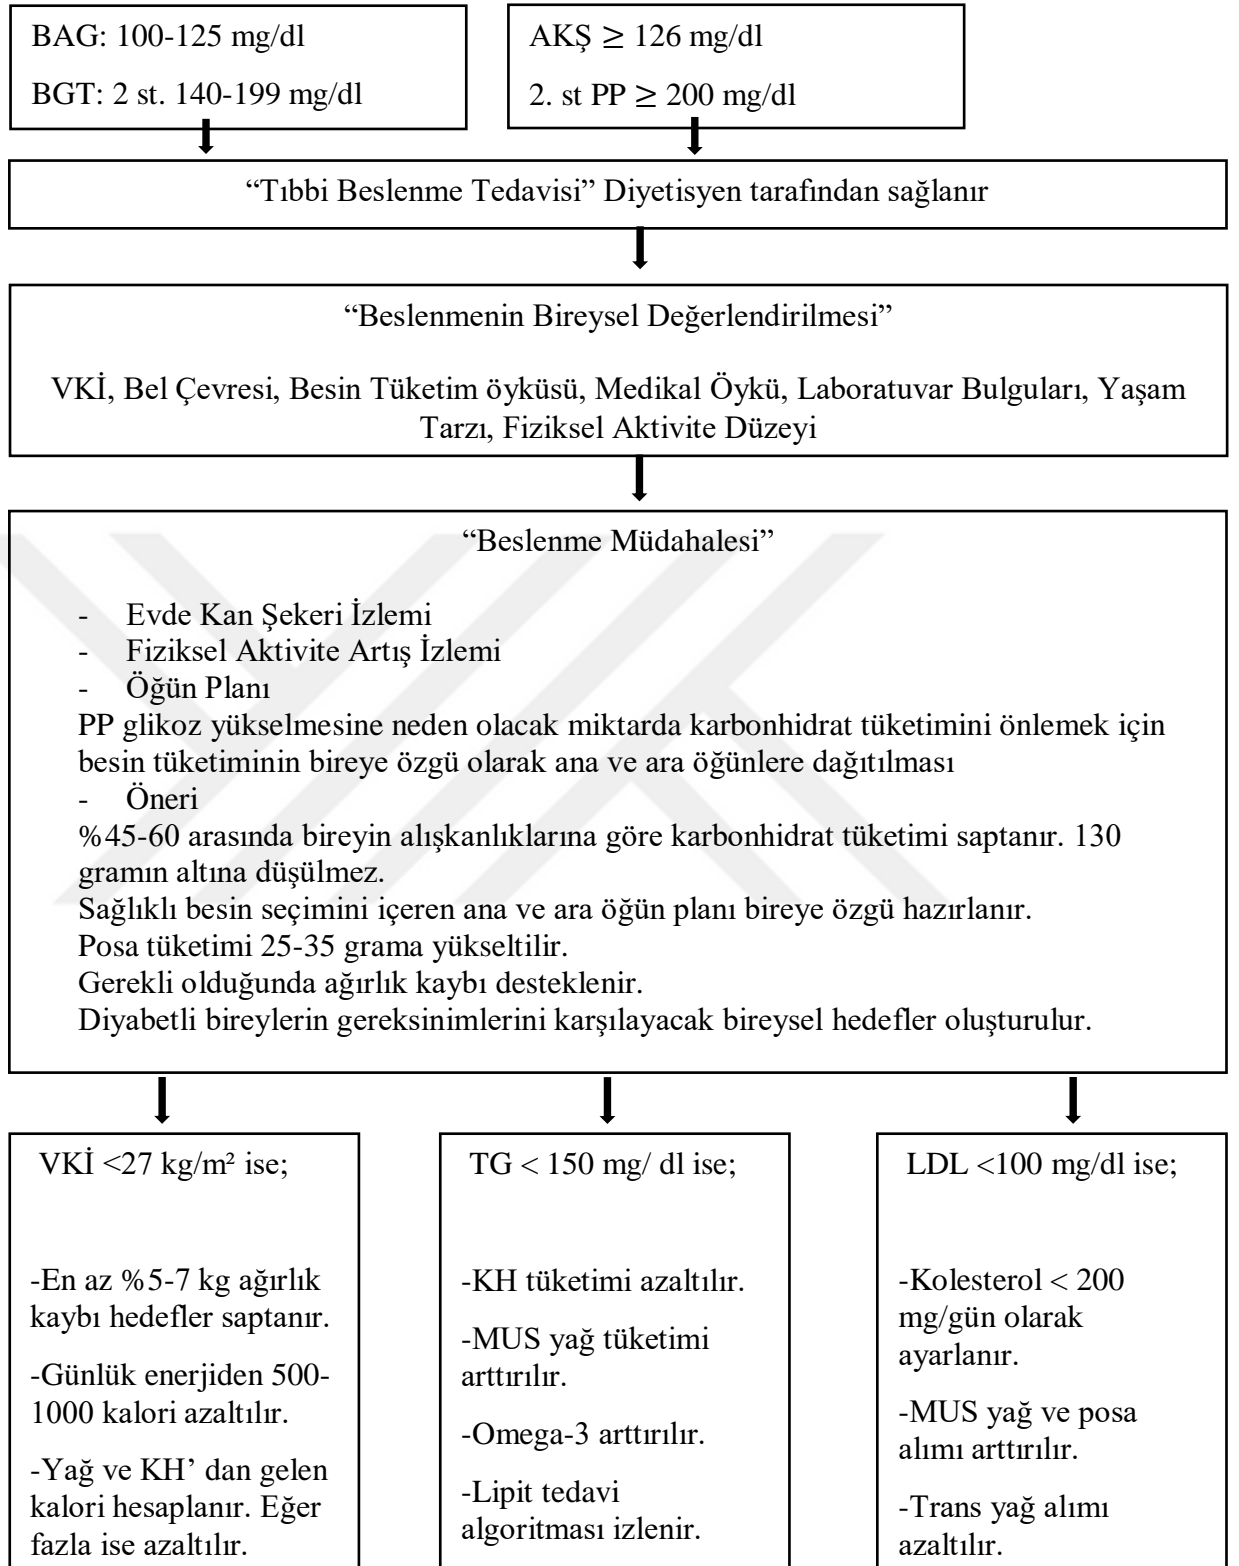 BAG: 100-125 mg/dl
BGT: 2 st. 140-199 mg/dl
AKŞ ≥ 126 mg/dl
2. st PP ≥ 200 mg/dl
“Tıbbi Beslenme Tedavisi” Diyetisyen tarafından sağlanır
“Beslenmenin Bireysel Değerlendirilmesi”
VKİ, Bel Çevresi, Besin Tüketim öyküsü, Medikal Öykü, Laboratuvar Bulguları, Yaşam
Tarzı, Fiziksel Aktivite Düzeyi
“Beslenme Müdahalesi”
- Evde Kan Şekeri İzlemi
- Fiziksel Aktivite Artış İzlemi
- Öğün Planı
PP glikoz yükselmesine neden olacak miktarda karbonhidrat tüketimini önlemek için
besin tüketiminin bireye özgü olarak ana ve ara öğünlere dağıtılması
- Öneri
%45-60 arasında bireyin alışkanlıklarına göre karbonhidrat tüketimi saptanır. 130
gramın altına düşülmez.
Sağlıklı besin seçimini içeren ana ve ara öğün planı bireye özgü hazırlanır.
Posa tüketimi 25-35 grama yükseltilir.
Gerekli olduğunda ağırlık kaybı desteklenir.
Diyabetli bireylerin gereksinimlerini karşılayacak bireysel hedefler oluşturulur.
VKİ <27 kg/m² ise;
-En az %5-7 kg ağırlık
kaybı hedefler saptanır.
-Günlük enerjiden 500-
1000 kalori azaltılır.
-Yağ ve KH’ dan gelen
kalori hesaplanır. Eğer
fazla ise azaltılır.
TG < 150 mg/ dl ise;
-KH tüketimi azaltılır.
-MUS yağ tüketimi
arttırılır.
-Omega-3 arttırılır.
-Lipit tedavi
algoritması izlenir.
LDL <100 mg/dl ise;
-Kolesterol < 200
mg/gün olarak
ayarlanır.
-MUS yağ ve posa
alımı arttırılır.
-Trans yağ alımı
azaltılır.